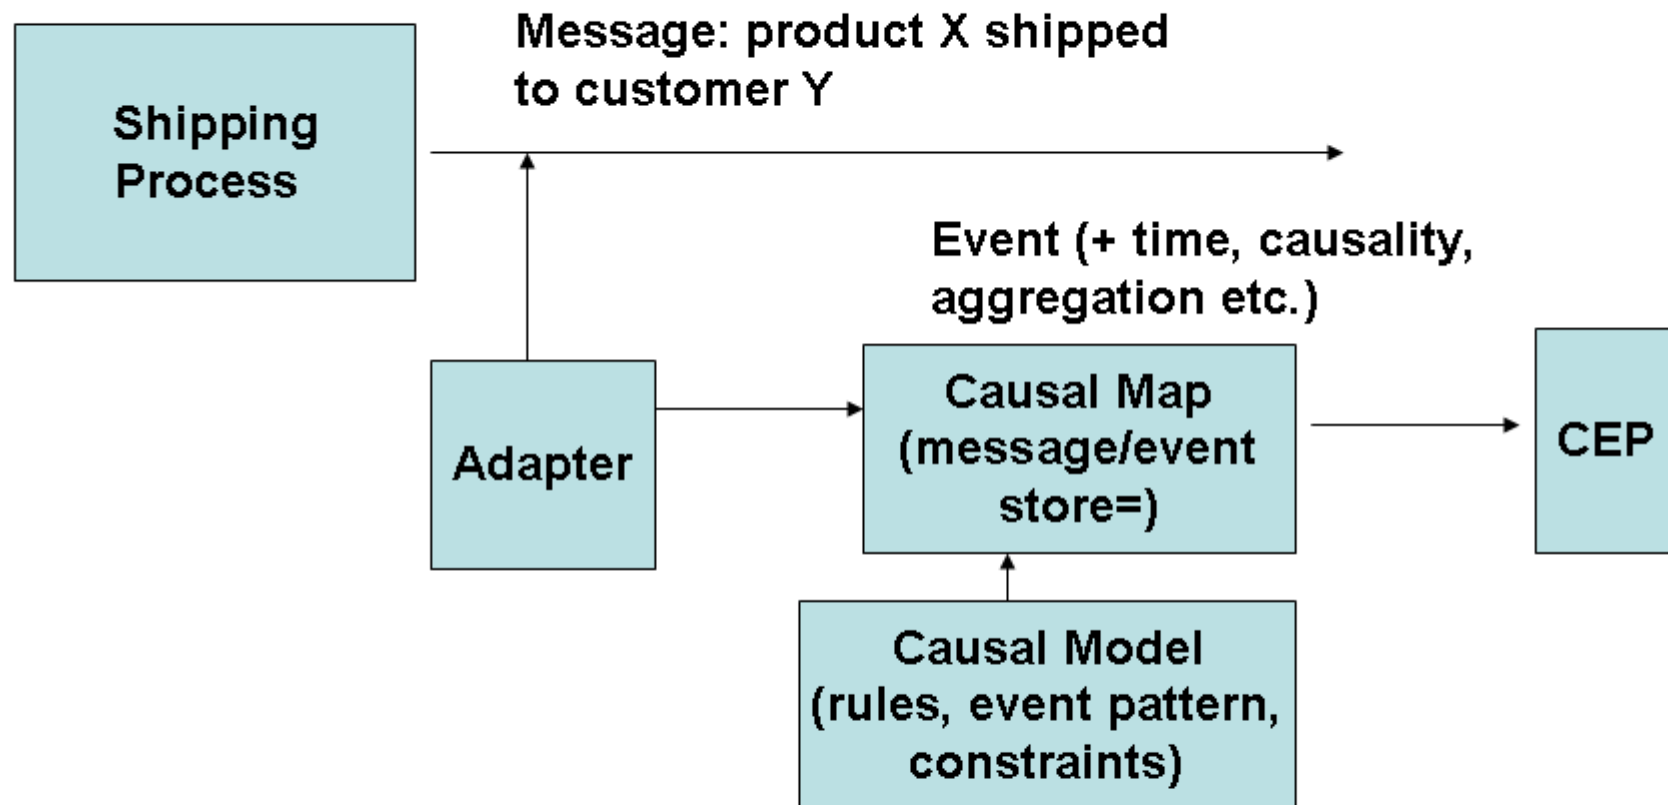 Message: product X shipped
to customer Y
Shipping
Process
Event (+ time, causality,
aggregation etc.)
Adapter
Causal Map
(message/event
store=)
CEP
Causal Model
(rules, event pattern,
constraints)